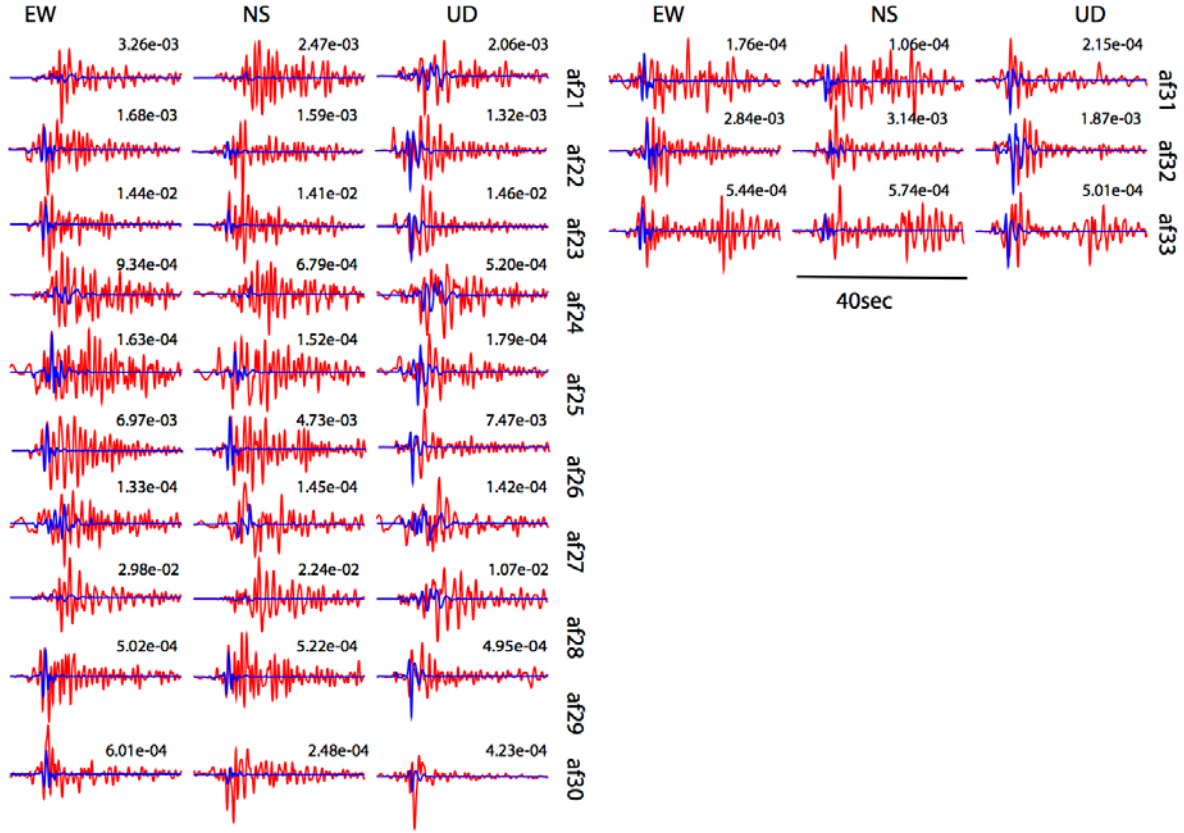 EW NS UD
3.26e-03 2.47e-03 2.06e-03
af21
1.68e-03 1.59e-03 1.32e-03
af22
1.44e-02 1.41e-02 1.46e-02
af23
9.34e-04 6.79e-04 5.20e-04
af24
1.63e-04 1.52e-04 1.79e-04
af25
6.97e-03 4.73e-03 7.47e-03
af26
1.33e-04 1.45e-04 1.42e-04
af27
2.98e-02 2.24e-02 1.07e-02
af28
5.02e-04 5.22e-04 4.95e-04
af29
6.01e-04 2.48e-04 4.23e-04
af30
EW NS UD
1.76e-04 1.06e-04 2.15e-04
af31
2.84e-03 3.14e-03 1.87e-03
af32
5.44e-04 5.74e-04 5.01e-04
af33
40sec